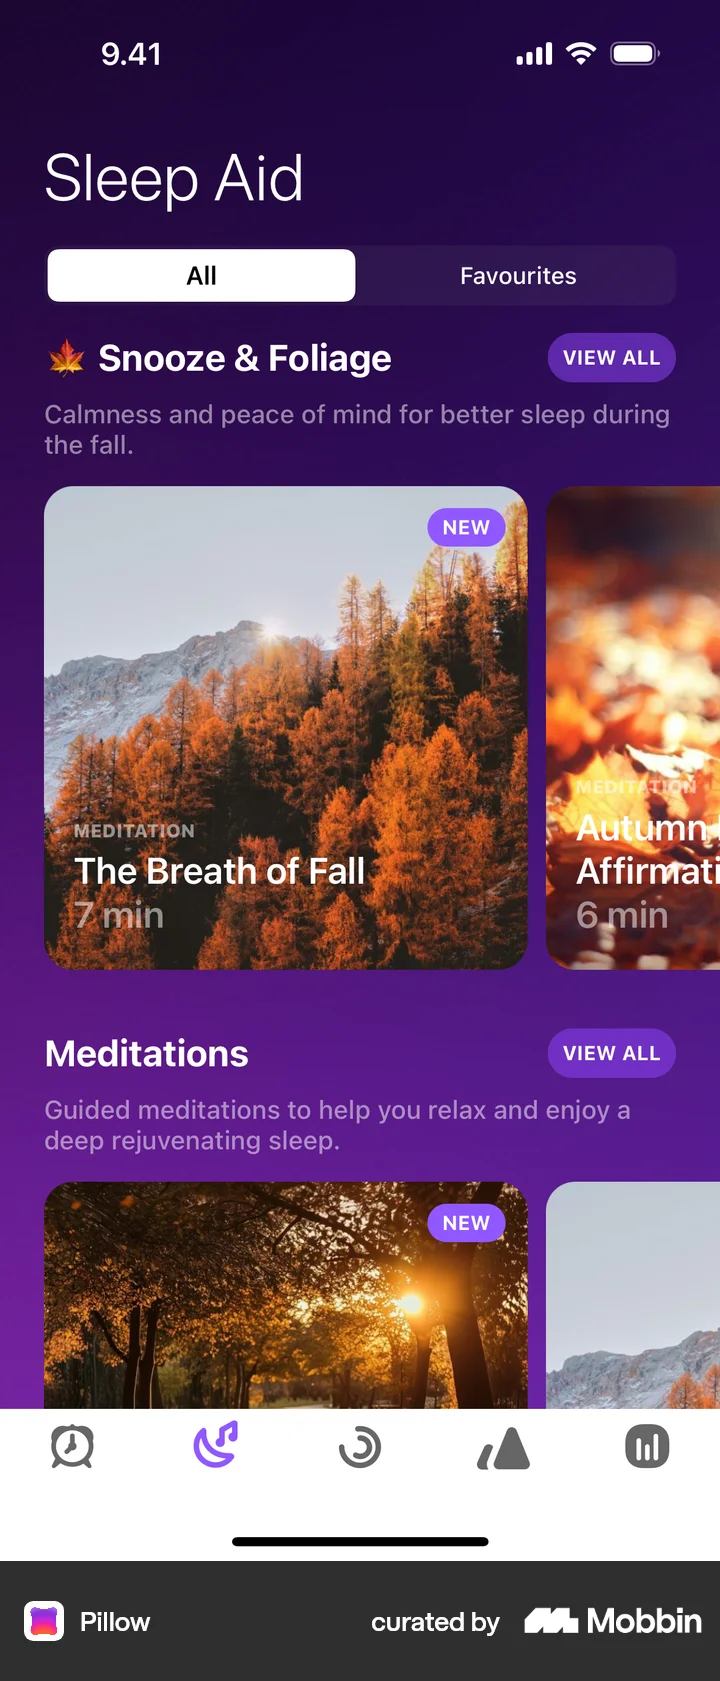 9.41
Sleep Aid
All
Favourites
🍁 Snooze & Foliage
VIEW ALL
Calmness and peace of mind for better sleep during
the fall.
NEW
MEDITATION
The Breath of Fall
7 min
MEDITATION
Autumn
Affirmati
6 min
Meditations
VIEW ALL
Guided meditations to help you relax and enjoy a
deep rejuvenating sleep.
NEW
Pillow
curated by
Mobbin